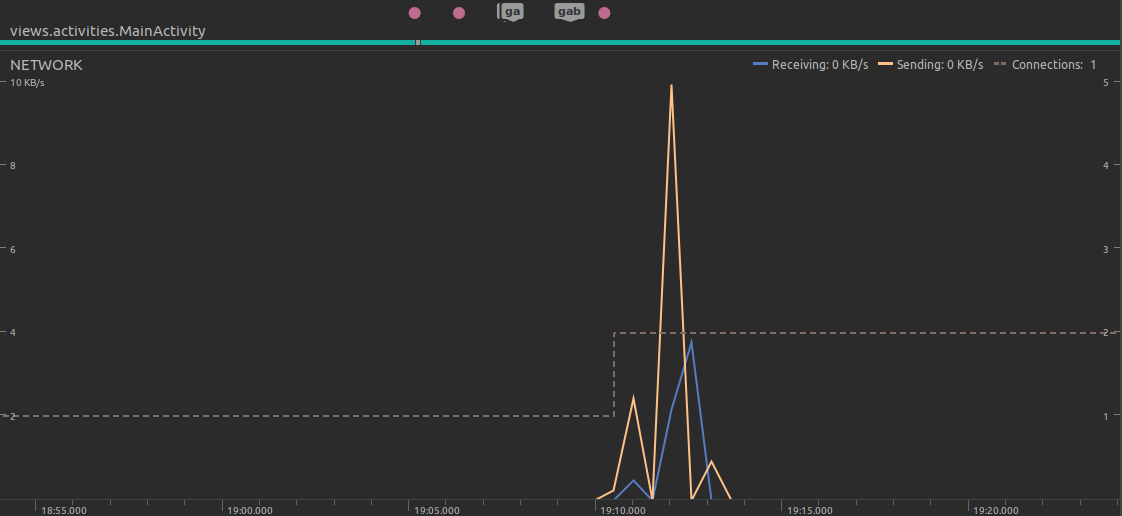 ga gab
views.activities.MainActivity
NETWORK Receiving: 0 KB/s Sending: 0 KB/s Connections: 1
10 KB/s 5
8 4
6 3
4 2
2 1
18:55.000 19:00.000 19:05.000 19:10.000 19:15.000 19:20.000